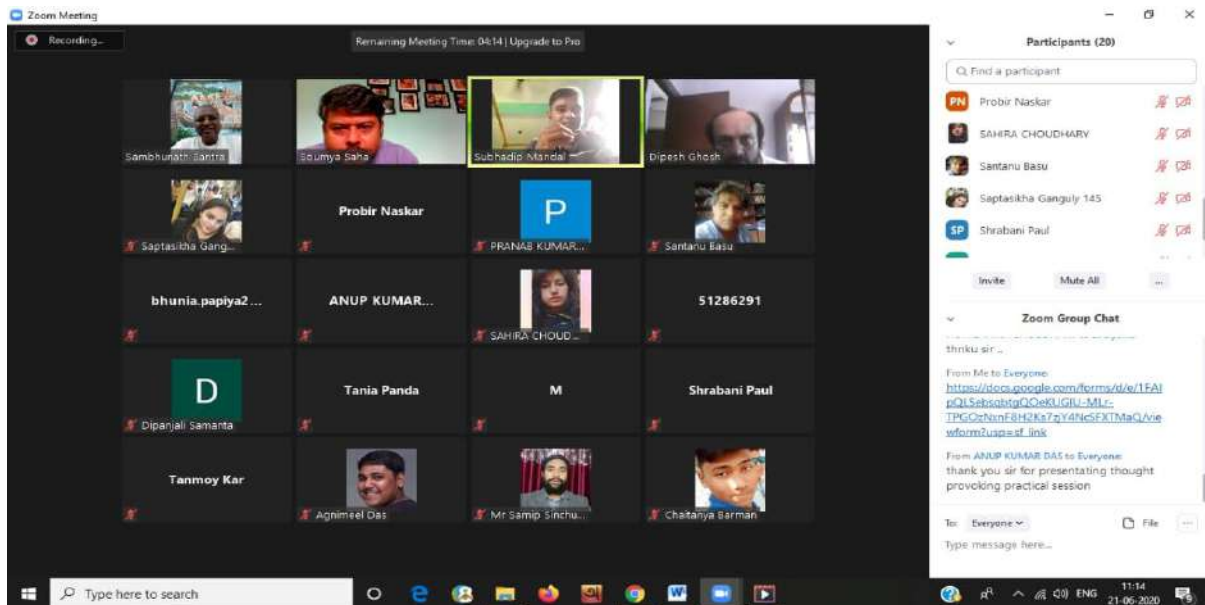 Zoom Meeting
Recording...
Remaining Meeting Time: 04:14 | Upgrade to Pro
Sambhunath Santra
Soumya Saha
Subhadip Mandal
Dipesh Ghosh
Saptasikha Gang...
Probir Naskar
P
PRANAB KUMAR...
Santanu Basu
bhunia.papiya2...
ANUP KUMAR...
SAHIRA CHOUD...
51286291
D
Dipanjali Samanta
Tania Panda
M
Shrabani Paul
Tanmoy Kar
Agnimeel Das
Mr Samip Sinchu...
Chaitanya Barman
Participants (20)
Find a participant
PN Probir Naskar
SAHIRA CHOUDHARY
Santanu Basu
Saptasikha Ganguly 145
SP Shrabani Paul
Invite Mute All ...
Zoom Group Chat
thnku sir ..
From Me to Everyone:
https://docs.google.com/forms/d/e/1FAI
wform?usp=sf_link
From ANUP KUMAR DAS to Everyone:
thank you sir for presentating thought
provoking practical session
To: Everyone File ...
Type message here...
Type here to search
ENG
11:14
21-06-2020